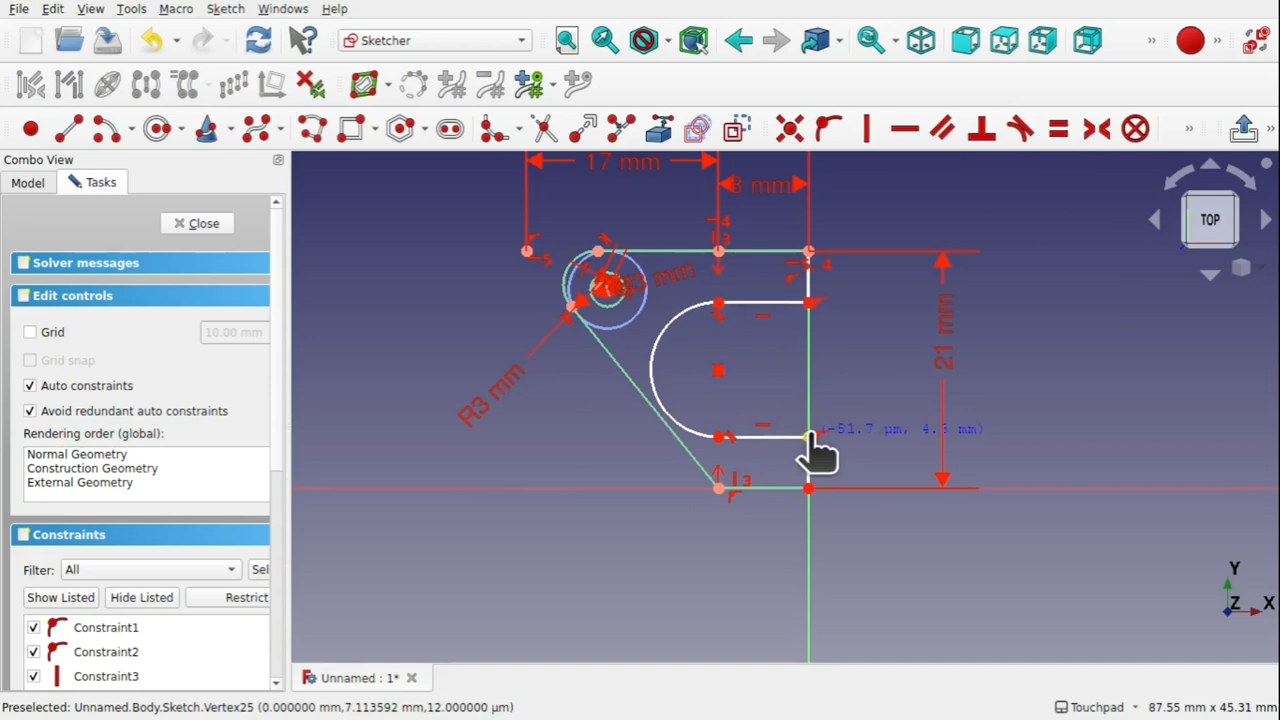 File Edit View Tools Macro Sketch Windows Help
Sketcher
Combo View
Model Tasks
Close
Solver messages
Edit controls
Grid 10.00 mm
Grid snap
Auto constraints
Avoid redundant auto constraints
Rendering order (global):
Normal Geometry
Construction Geometry
External Geometry
Constraints
Filter: All Sel
Show Listed Hide Listed Restrict
Constraint1
Constraint2
Constraint3
17 mm
8 mm
R3 mm
21 mm
TOP
Y
Z X
Unnamed : 1*
Preselected: Unnamed.Body.Sketch.Vertex25 (0.000000 mm,7.113592 mm,12.000000 µm)
Touchpad 87.55 mm x 45.31 mm